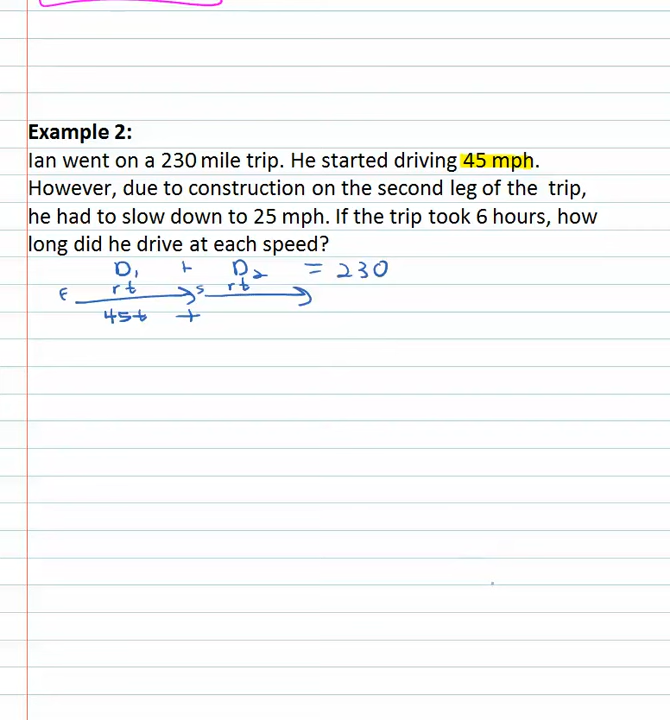 Example 2:
Ian went on a 230 mile trip. He started driving 45 mph.
However, due to construction on the second leg of the trip,
he had to slow down to 25 mph. If the trip took 6 hours, how
long did he drive at each speed?
D₁ + D₂ = 230
F rt s rt
45t +